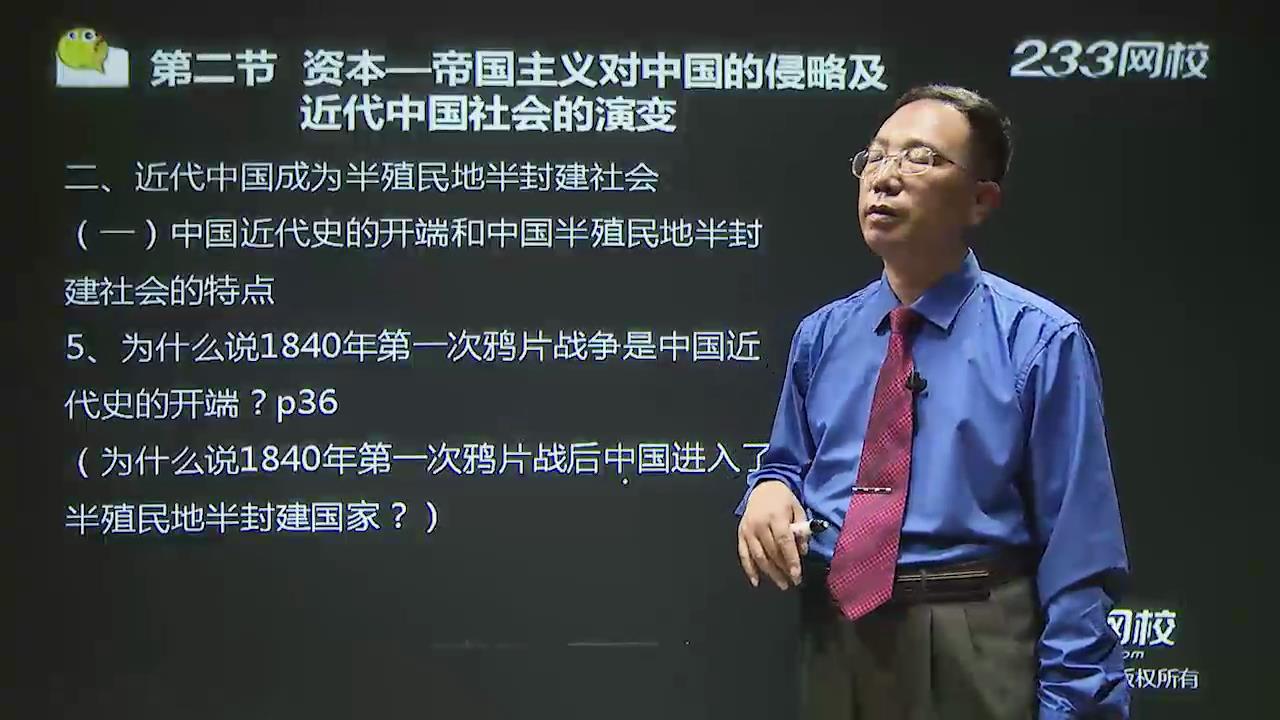 第二节 资本—帝国主义对中国的侵略及
近代中国社会的演变
233网校
二、近代中国成为半殖民地半封建社会
（一）中国近代史的开端和中国半殖民地半封
建社会的特点
5、为什么说1840年第一次鸦片战争是中国近
代史的开端？p36
（为什么说1840年第一次鸦片战后中国进入了
半殖民地半封建国家？）
网校
om
版权所有